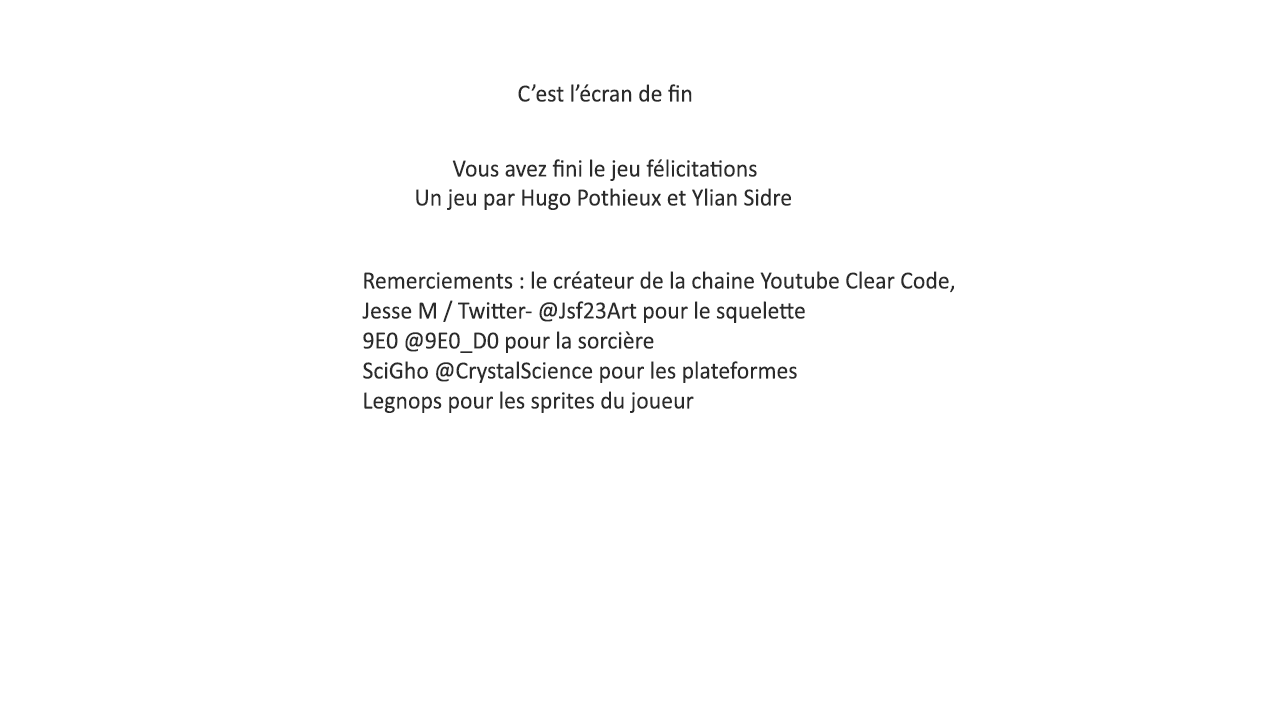 C’est l’écran de fin
Vous avez fini le jeu félicitations
Un jeu par Hugo Pothieux et Ylian Sidre
Remerciements : le créateur de la chaine Youtube Clear Code,
Jesse M / Twitter- @Jsf23Art pour le squelette
9E0 @9E0_D0 pour la sorcière
SciGho @CrystalScience pour les plateformes
Legnops pour les sprites du joueur